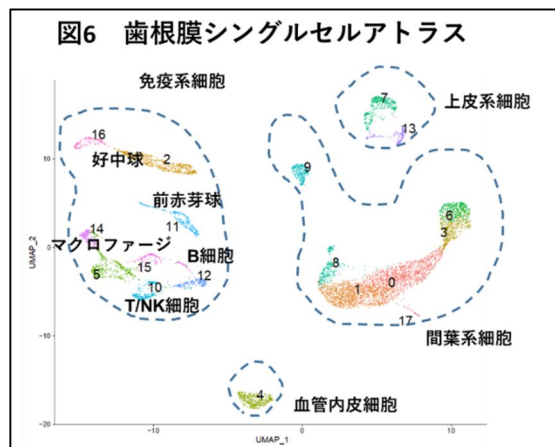 図6 歯根膜シングルセルアトラス
免疫系細胞
上皮系細胞
7
13
16
好中球
2
9
10
前赤芽球
11
6
3
14
マクロファージ
B細胞
0
5
15
12
10
T/NK細胞
8
1
0
17
間葉系細胞
-10
4
血管内皮細胞
-20
-10
0
10
UMAP_1
UMAP_2